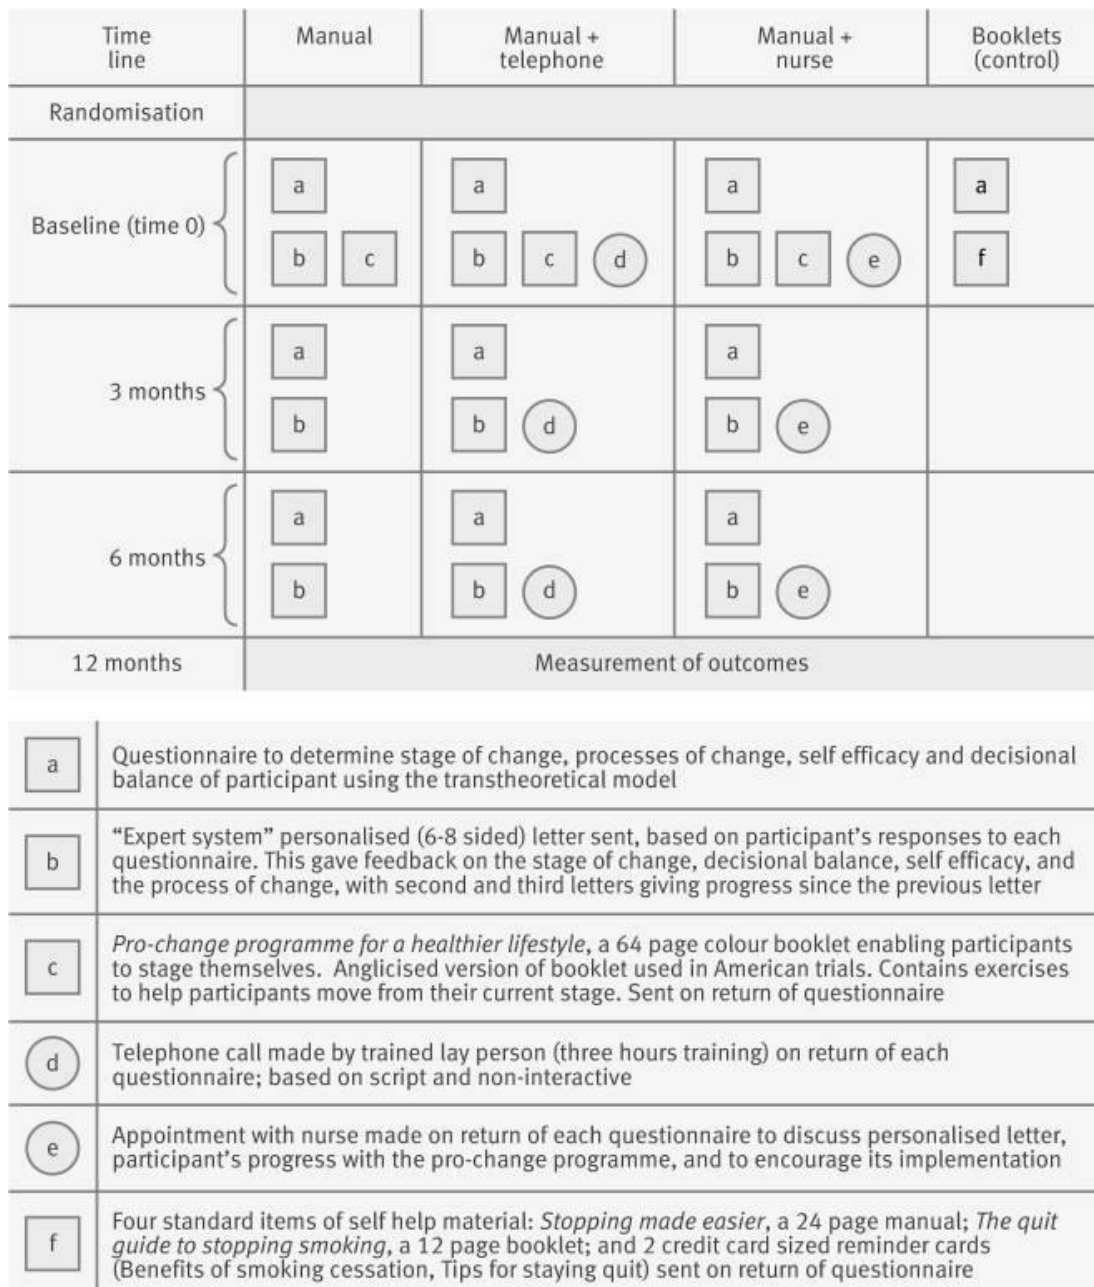 Time line Manual Manual + telephone Manual + nurse Booklets (control)
Randomisation
a a a a
Baseline (time 0)
b c b c d b c e f
a a a
3 months
b b d b e
a a a
6 months
b b d b e
12 months Measurement of outcomes
a Questionnaire to determine stage of change, processes of change, self efficacy and decisional
balance of participant using the transtheoretical model
b “Expert system” personalised (6-8 sided) letter sent, based on participant’s responses to each
questionnaire. This gave feedback on the stage of change, decisional balance, self efficacy, and
the process of change, with second and third letters giving progress since the previous letter
c Pro-change programme for a healthier lifestyle, a 64 page colour booklet enabling participants
to stage themselves. Anglicised version of booklet used in American trials. Contains exercises
to help participants move from their current stage. Sent on return of questionnaire
d Telephone call made by trained lay person (three hours training) on return of each
questionnaire; based on script and non-interactive
e Appointment with nurse made on return of each questionnaire to discuss personalised letter,
participant’s progress with the pro-change programme, and to encourage its implementation
f Four standard items of self help material: Stopping made easier, a 24 page manual; The quit
guide to stopping smoking, a 12 page booklet; and 2 credit card sized reminder cards
(Benefits of smoking cessation, Tips for staying quit) sent on return of questionnaire